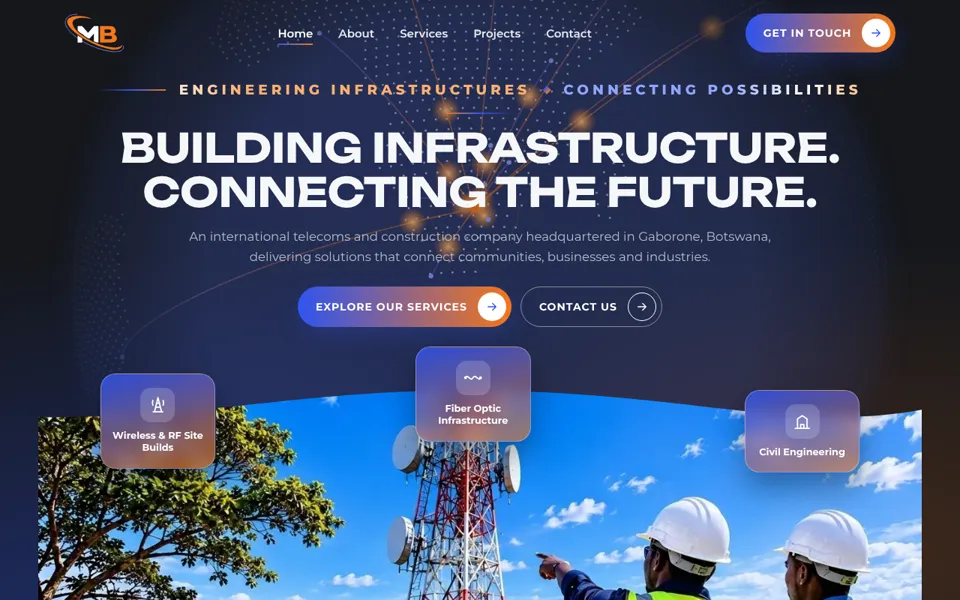 MB
Home
About
Services
Projects
Contact
GET IN TOUCH
ENGINEERING INFRASTRUCTURES
CONNECTING POSSIBILITIES
BUILDING INFRASTRUCTURE.
CONNECTING THE FUTURE.
An international telecoms and construction company headquartered in Gaborone, Botswana,
delivering solutions that connect communities, businesses and industries.
EXPLORE OUR SERVICES
CONTACT US
Wireless & RF Site
Builds
Fiber Optic
Infrastructure
Civil Engineering